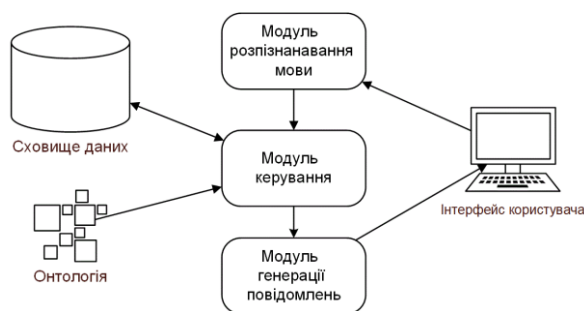 Модуль
розпізнанавання
мови
Сховище даних
Модуль
керування
Інтерфейс користувача
Онтологія
Модуль
генерації
повідомлень